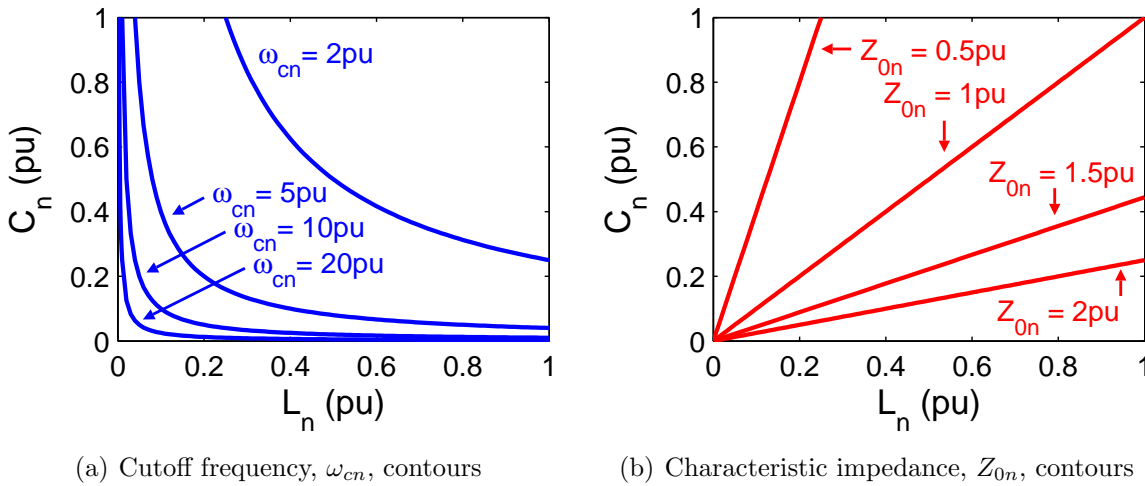 1
0.8
0.6
0.4
0.2
0
C_n (pu)
ω_cn = 2pu
ω_cn = 5pu
ω_cn = 10pu
ω_cn = 20pu
0 0.2 0.4 0.6 0.8 1
L_n (pu)
(a) Cutoff frequency, ω_cn, contours
1
0.8
0.6
0.4
0.2
0
C_n (pu)
Z_0n = 0.5pu
Z_0n = 1pu
Z_0n = 1.5pu
Z_0n = 2pu
0 0.2 0.4 0.6 0.8 1
L_n (pu)
(b) Characteristic impedance, Z_0n, contours